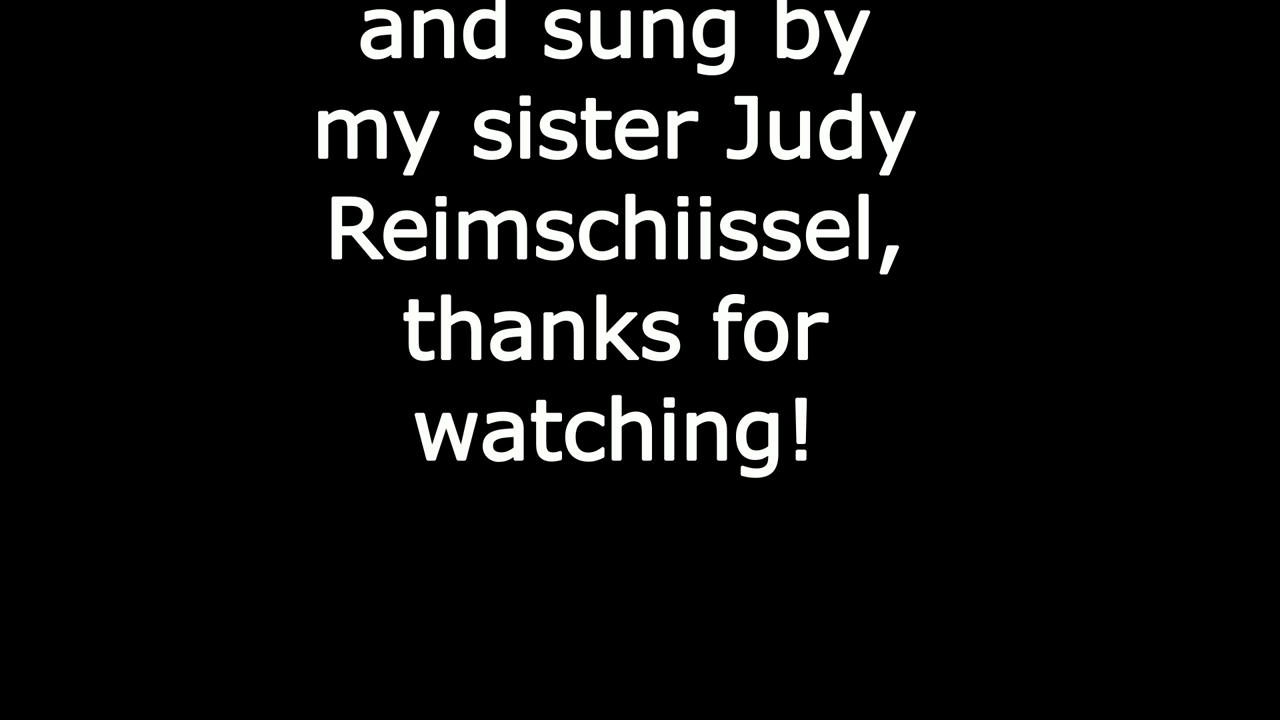 and sung by
my sister Judy
Reimschiissel,
thanks for
watching!